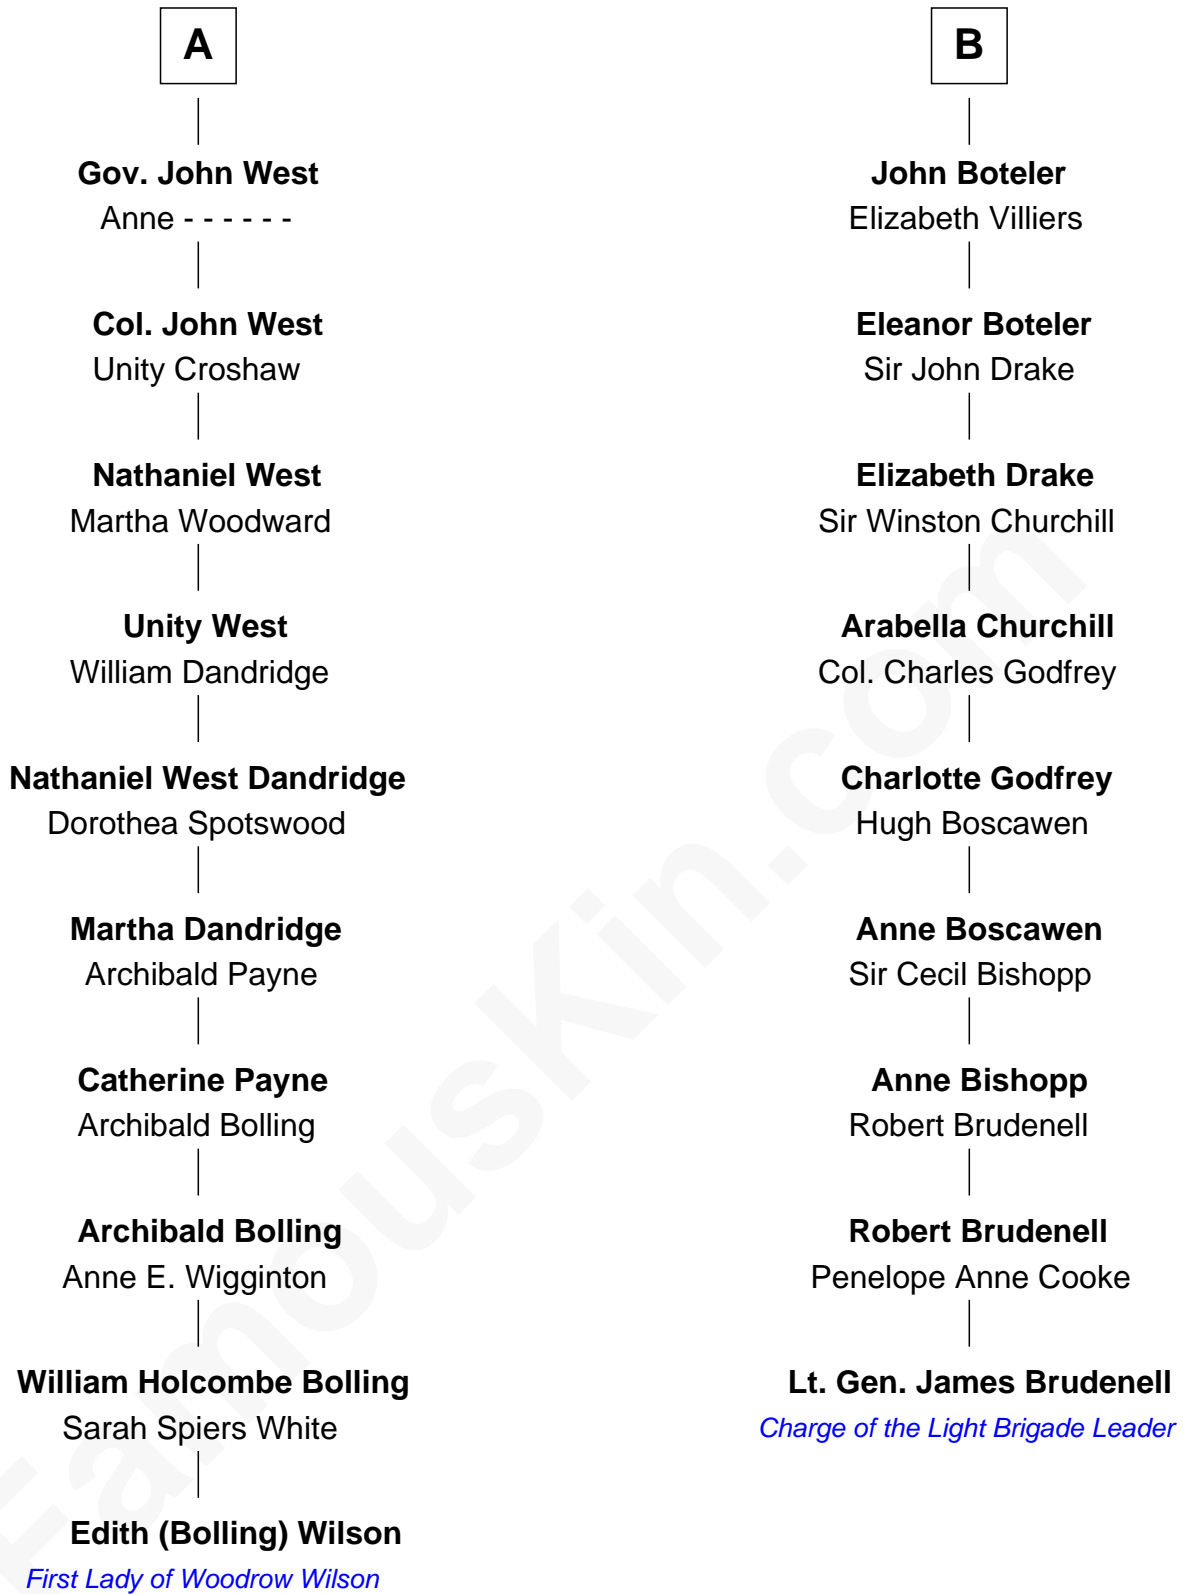 A
Gov. John West
Anne - - - - - -
Col. John West
Unity Croshaw
Nathaniel West
Martha Woodward
Unity West
William Dandridge
Nathaniel West Dandridge
Dorothea Spotswood
Martha Dandridge
Archibald Payne
Catherine Payne
Archibald Bolling
Archibald Bolling
Anne E. Wigginton
William Holcombe Bolling
Sarah Spiers White
Edith (Bolling) Wilson
First Lady of Woodrow Wilson
B
John Boteler
Elizabeth Villiers
Eleanor Boteler
Sir John Drake
Elizabeth Drake
Sir Winston Churchill
Arabella Churchill
Col. Charles Godfrey
Charlotte Godfrey
Hugh Boscawen
Anne Boscawen
Sir Cecil Bishopp
Anne Bishopp
Robert Brudenell
Robert Brudenell
Penelope Anne Cooke
Lt. Gen. James Brudenell
Charge of the Light Brigade Leader
FamousKin.com